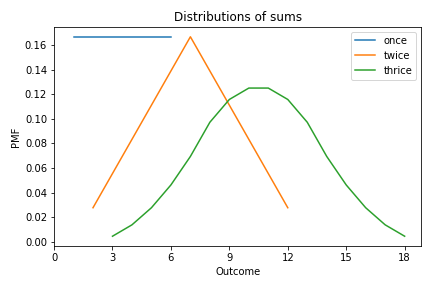 Distributions of sums
once
twice
thrice
PMF
0.16
0.14
0.12
0.10
0.08
0.06
0.04
0.02
0.00
0 3 6 9 12 15 18
Outcome